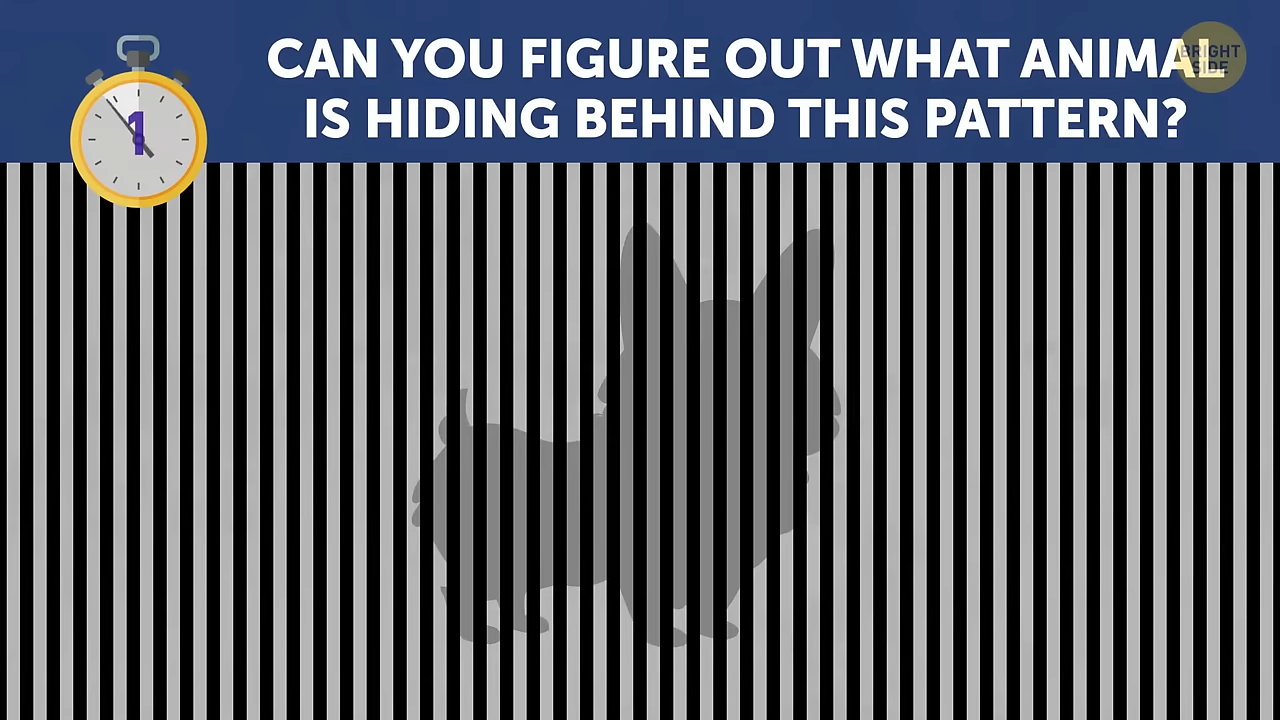 CAN YOU FIGURE OUT WHAT ANIMAL
IS HIDING BEHIND THIS PATTERN?
BRIGHT
SIDE
1